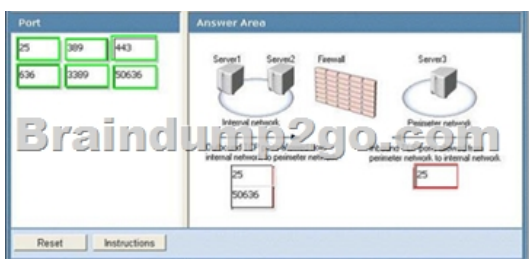 Port
Answer Area
25 389 443
636 3389 50636
Server1 Server2 Firewall Server3
Internal network
Perimeter network
Braindump2go.com
internal network to perimeter network
perimeter network to internal network
25
50636
25
Reset Instructions